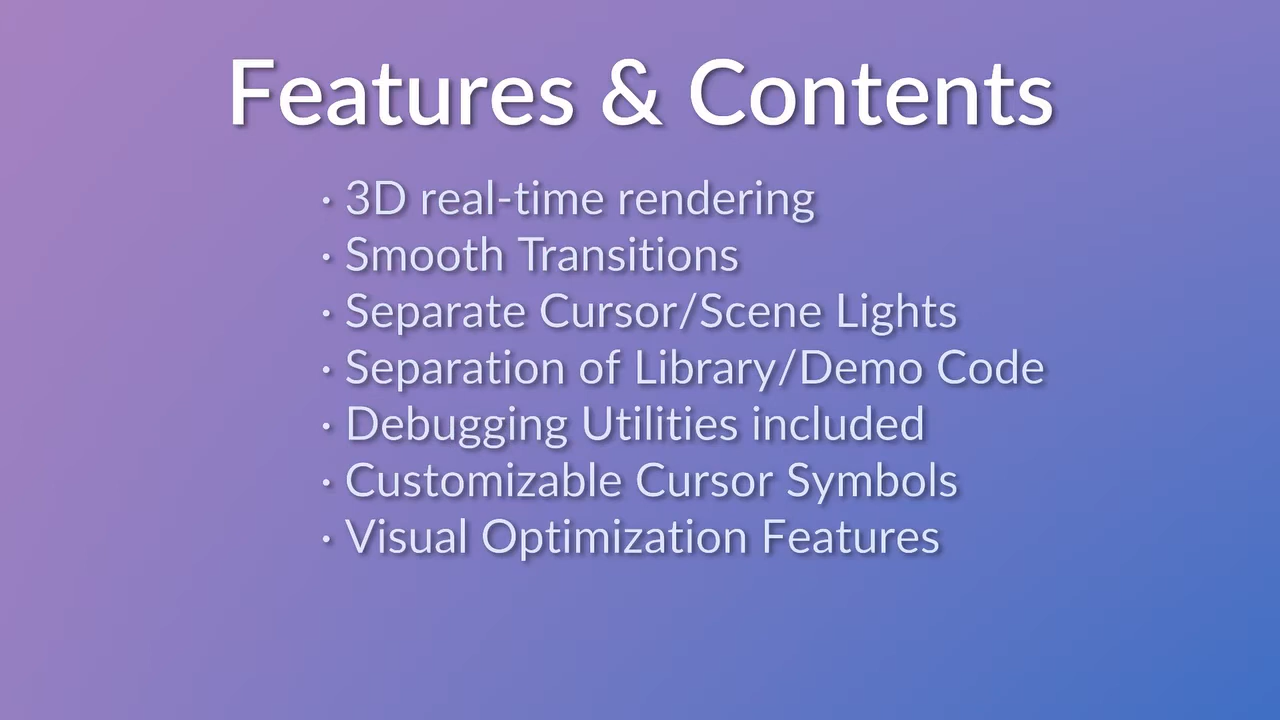 Features & Contents
· 3D real-time rendering
· Smooth Transitions
· Separate Cursor/Scene Lights
· Separation of Library/Demo Code
· Debugging Utilities included
· Customizable Cursor Symbols
· Visual Optimization Features